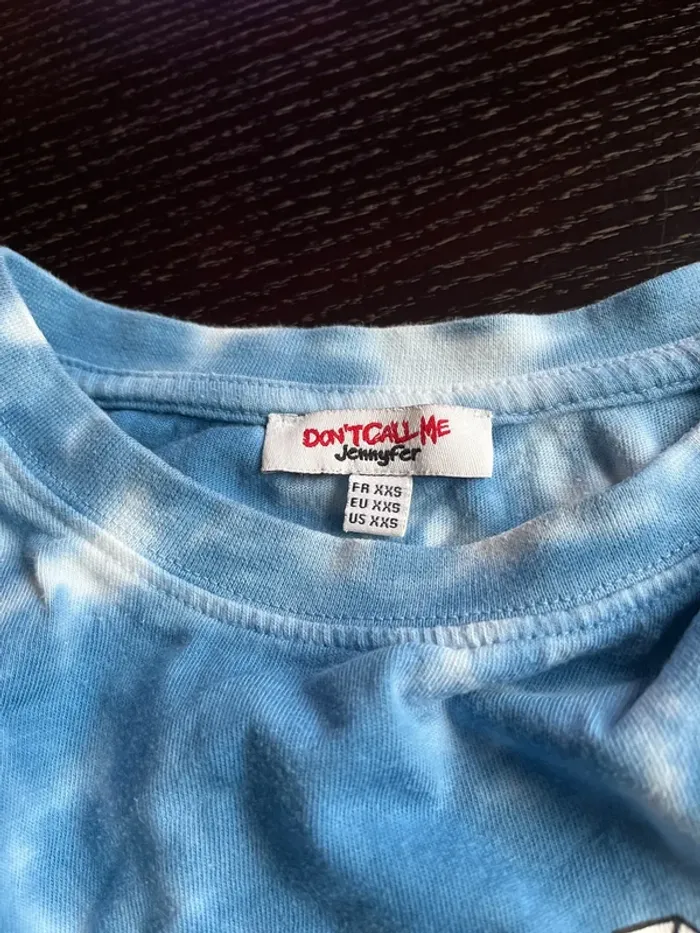 DON'T CALL ME
Jennyfer
FR XXS
EU XXS
US XXS